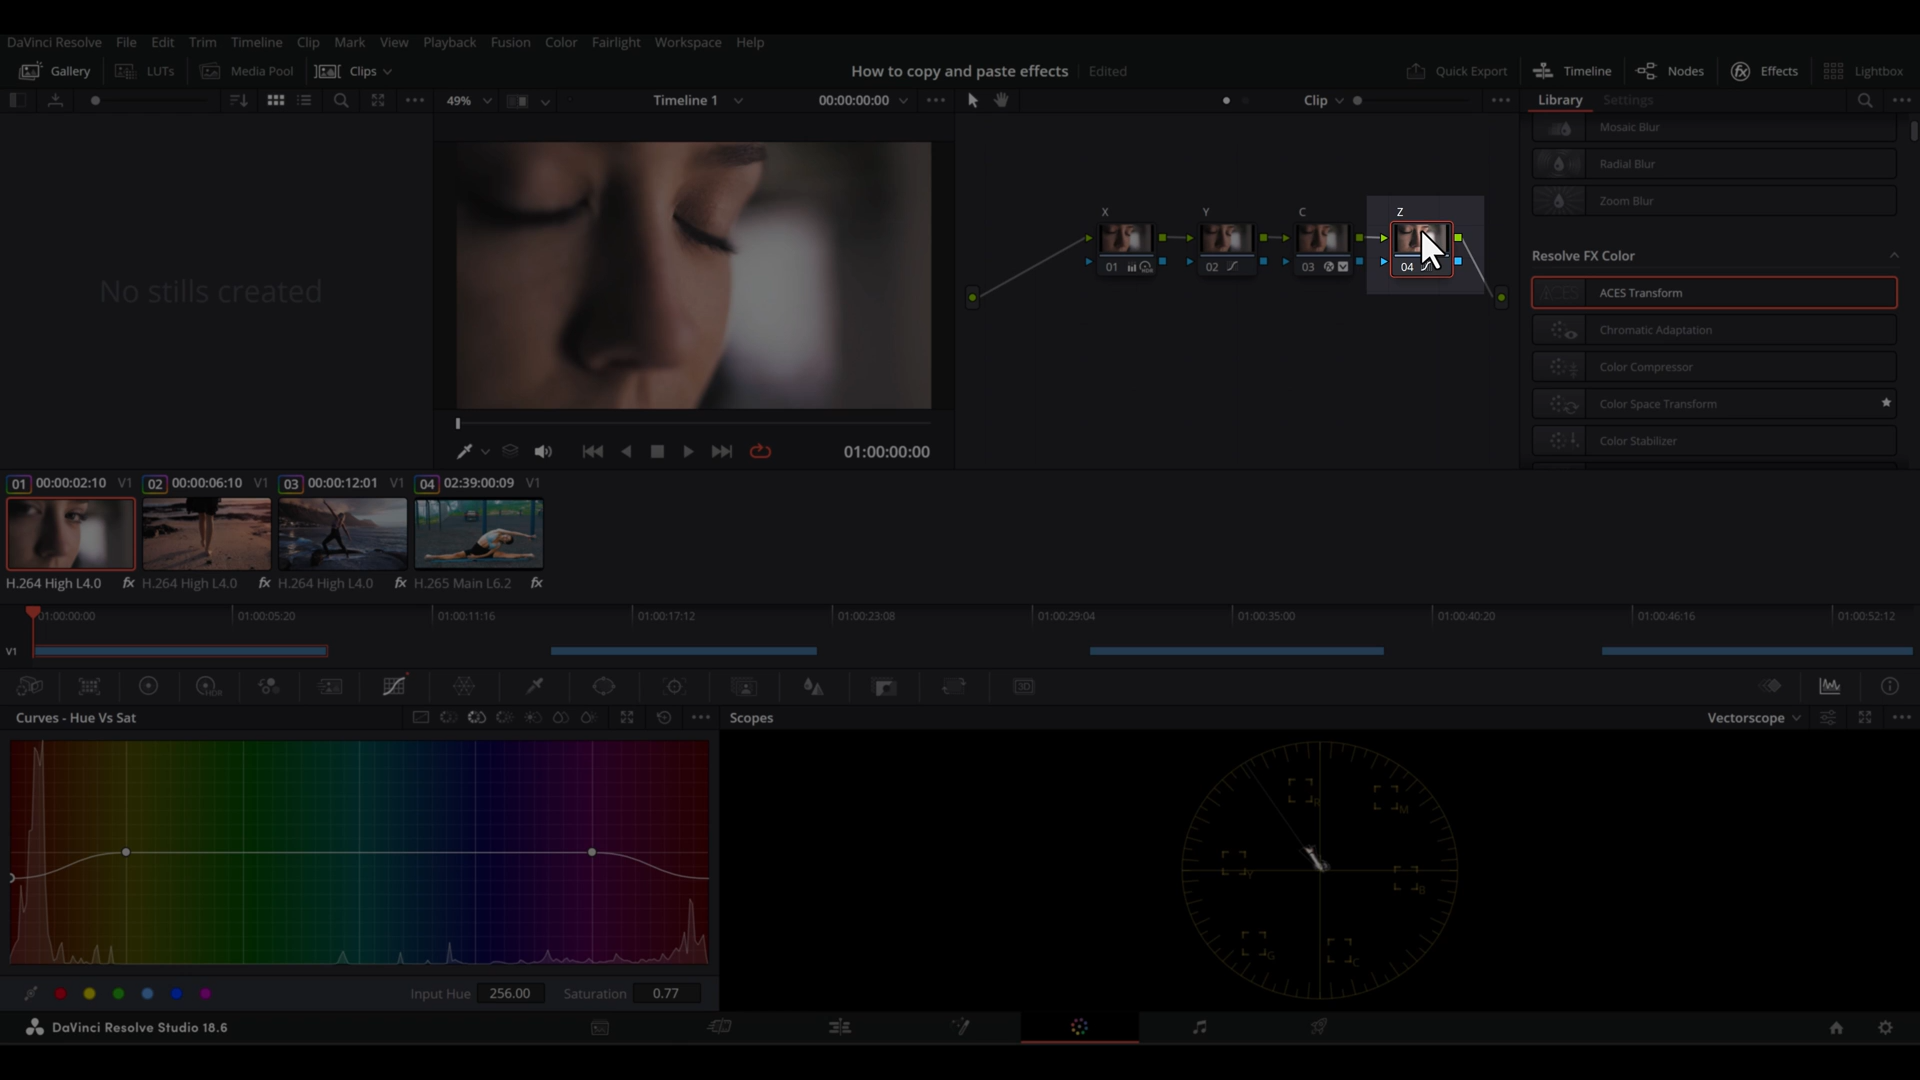 DaVinci Resolve File Edit Trim Timeline Clip Mark View Playback Fusion Color Fairlight Workspace Help
Gallery LUTs Media Pool Clips How to copy and paste effects Edited Quick Export Timeline Nodes Effects Lightbox
49% Timeline 1 00:00:00:00 Clip Library Settings
Mosaic Blur
Radial Blur
Zoom Blur
X Y C Z
01 02 03 04
Resolve FX Color
ACES Transform
Chromatic Adaptation
Color Compressor
Color Space Transform
Color Stabilizer
No stills created
01:00:00:00
01 00:00:02:10 V1 02 00:00:06:10 V1 03 00:00:12:01 V1 04 02:39:00:09 V1
H.264 High L4.0 fx H.264 High L4.0 fx H.264 High L4.0 fx H.265 Main L6.2 fx
01:00:00:00 01:00:05:20 01:00:11:16 01:00:17:12 01:00:23:08 01:00:29:04 01:00:35:00 01:00:40:20 01:00:46:16 01:00:52:12
V1
HDR 3D
Curves - Hue Vs Sat Scopes Vectorscope
R M
Y B
G C
Input Hue 256.00 Saturation 0.77
DaVinci Resolve Studio 18.6